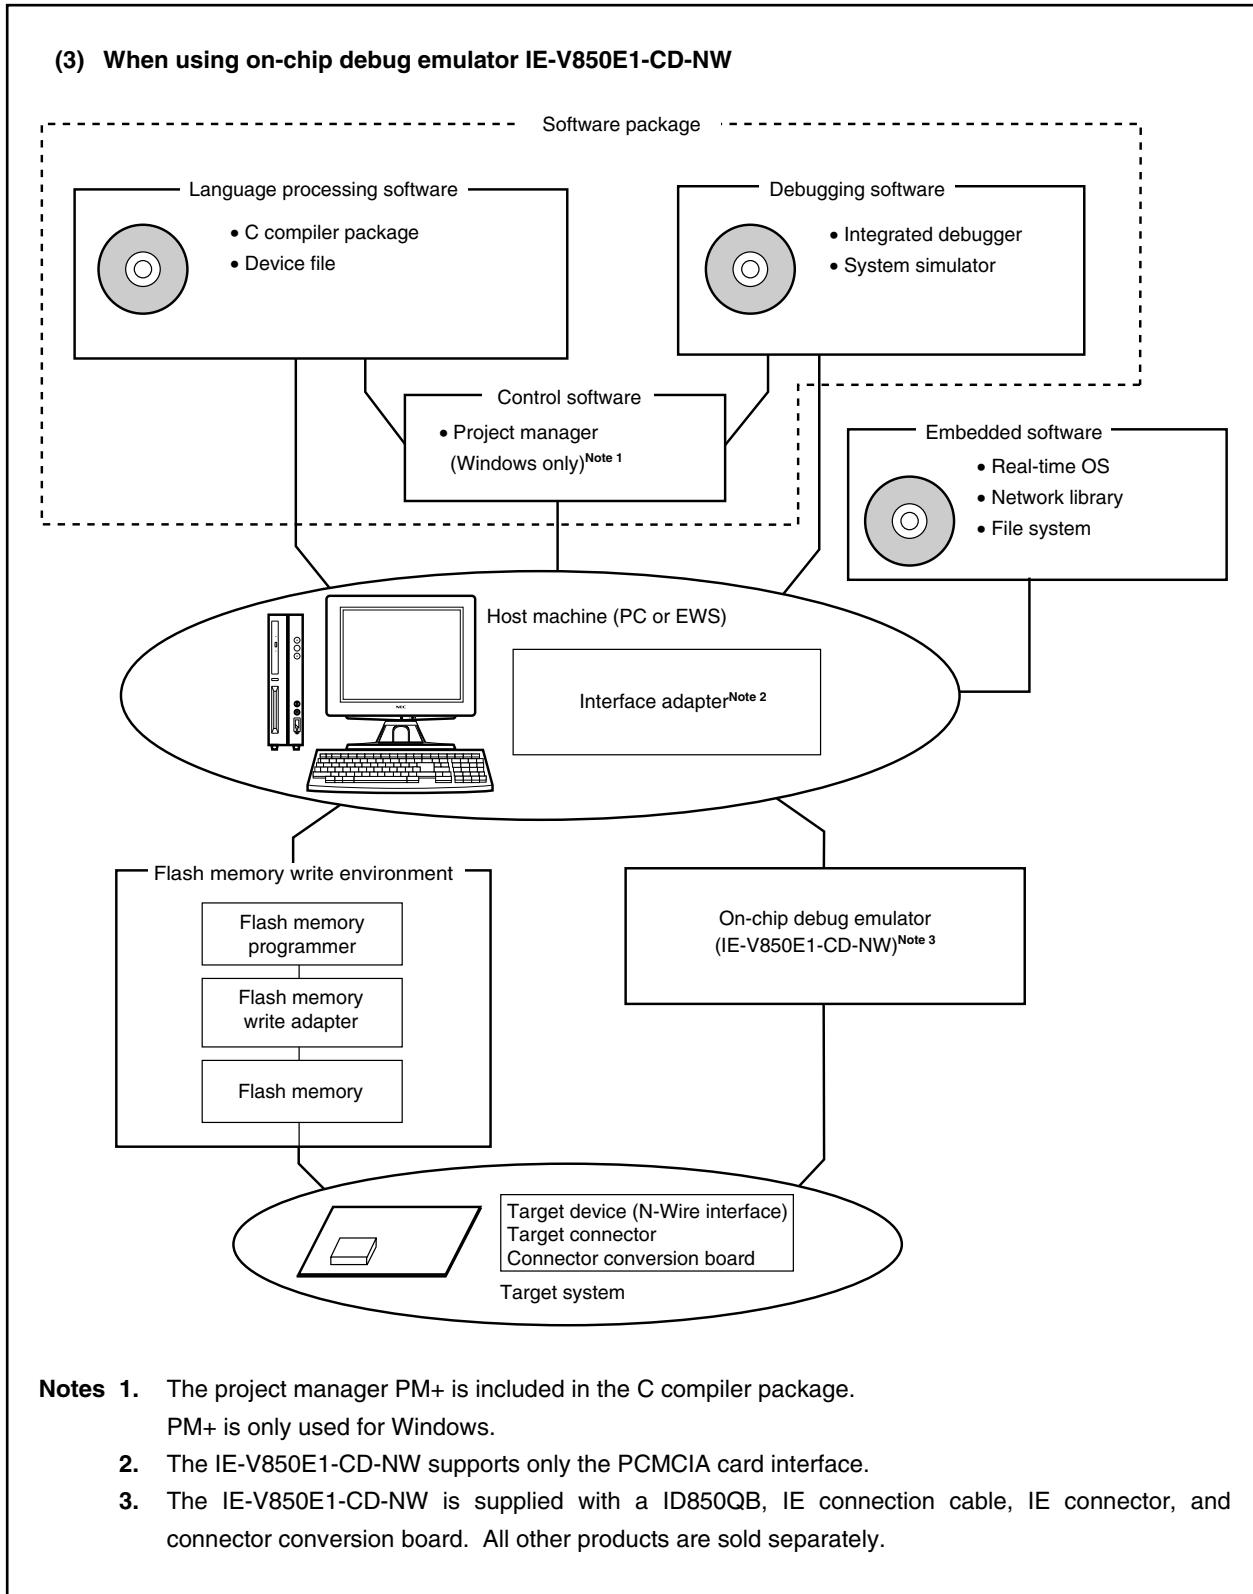 (3) When using on-chip debug emulator IE-V850E1-CD-NW
Software package
Language processing software
• C compiler package
• Device file
Debugging software
• Integrated debugger
• System simulator
Control software
• Project manager
(Windows only)Note 1
Embedded software
• Real-time OS
• Network library
• File system
Host machine (PC or EWS)
Interface adapterNote 2
NEC
Flash memory write environment
Flash memory
programmer
Flash memory
write adapter
Flash memory
On-chip debug emulator
(IE-V850E1-CD-NW)Note 3
Target device (N-Wire interface)
Target connector
Connector conversion board
Target system
Notes 1. The project manager PM+ is included in the C compiler package.
PM+ is only used for Windows.
2. The IE-V850E1-CD-NW supports only the PCMCIA card interface.
3. The IE-V850E1-CD-NW is supplied with a ID850QB, IE connection cable, IE connector, and
connector conversion board. All other products are sold separately.